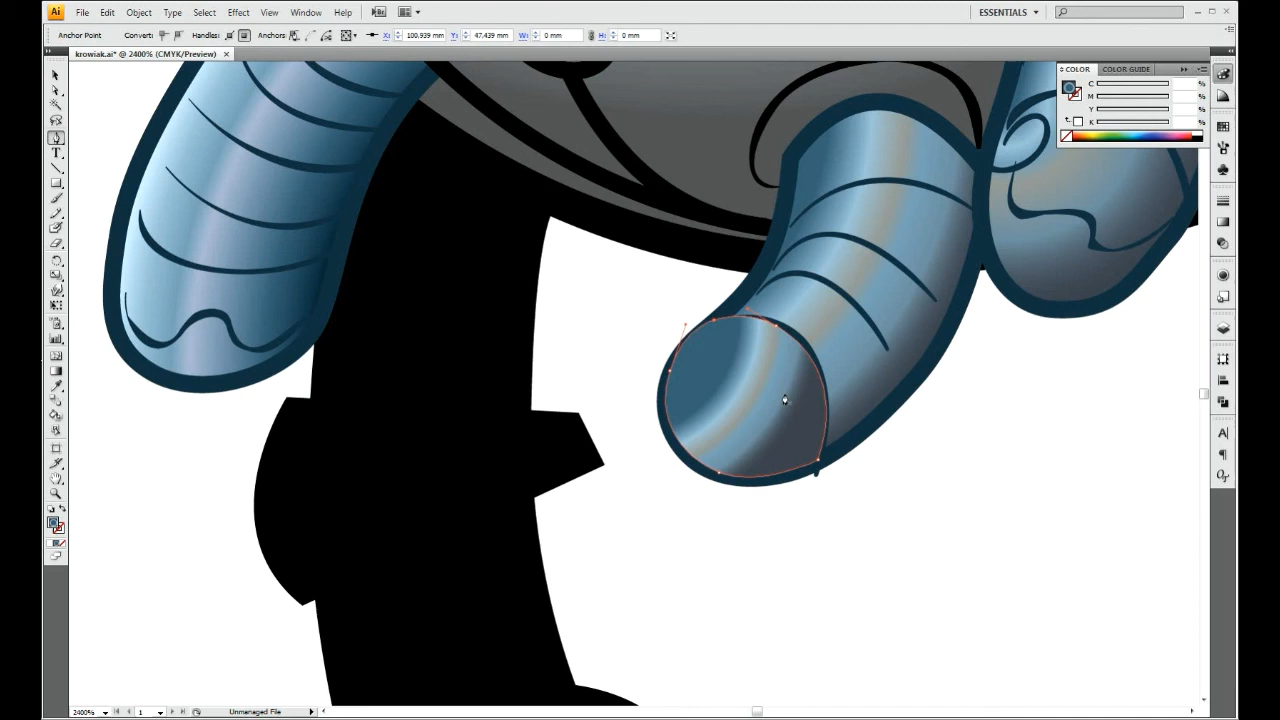 Ai File Edit Object Type Select Effect View Window Help Br ESSENTIALS
Anchor Point Convert: Handles: Anchors: X: 100,939 mm Y: 47,439 mm W: 0 mm H: 0 mm
krowiak.ai* @ 2400% (CMYK/Preview)
COLOR COLOR GUIDE
C %
M %
Y %
K %
2400% 1 Unmanaged File